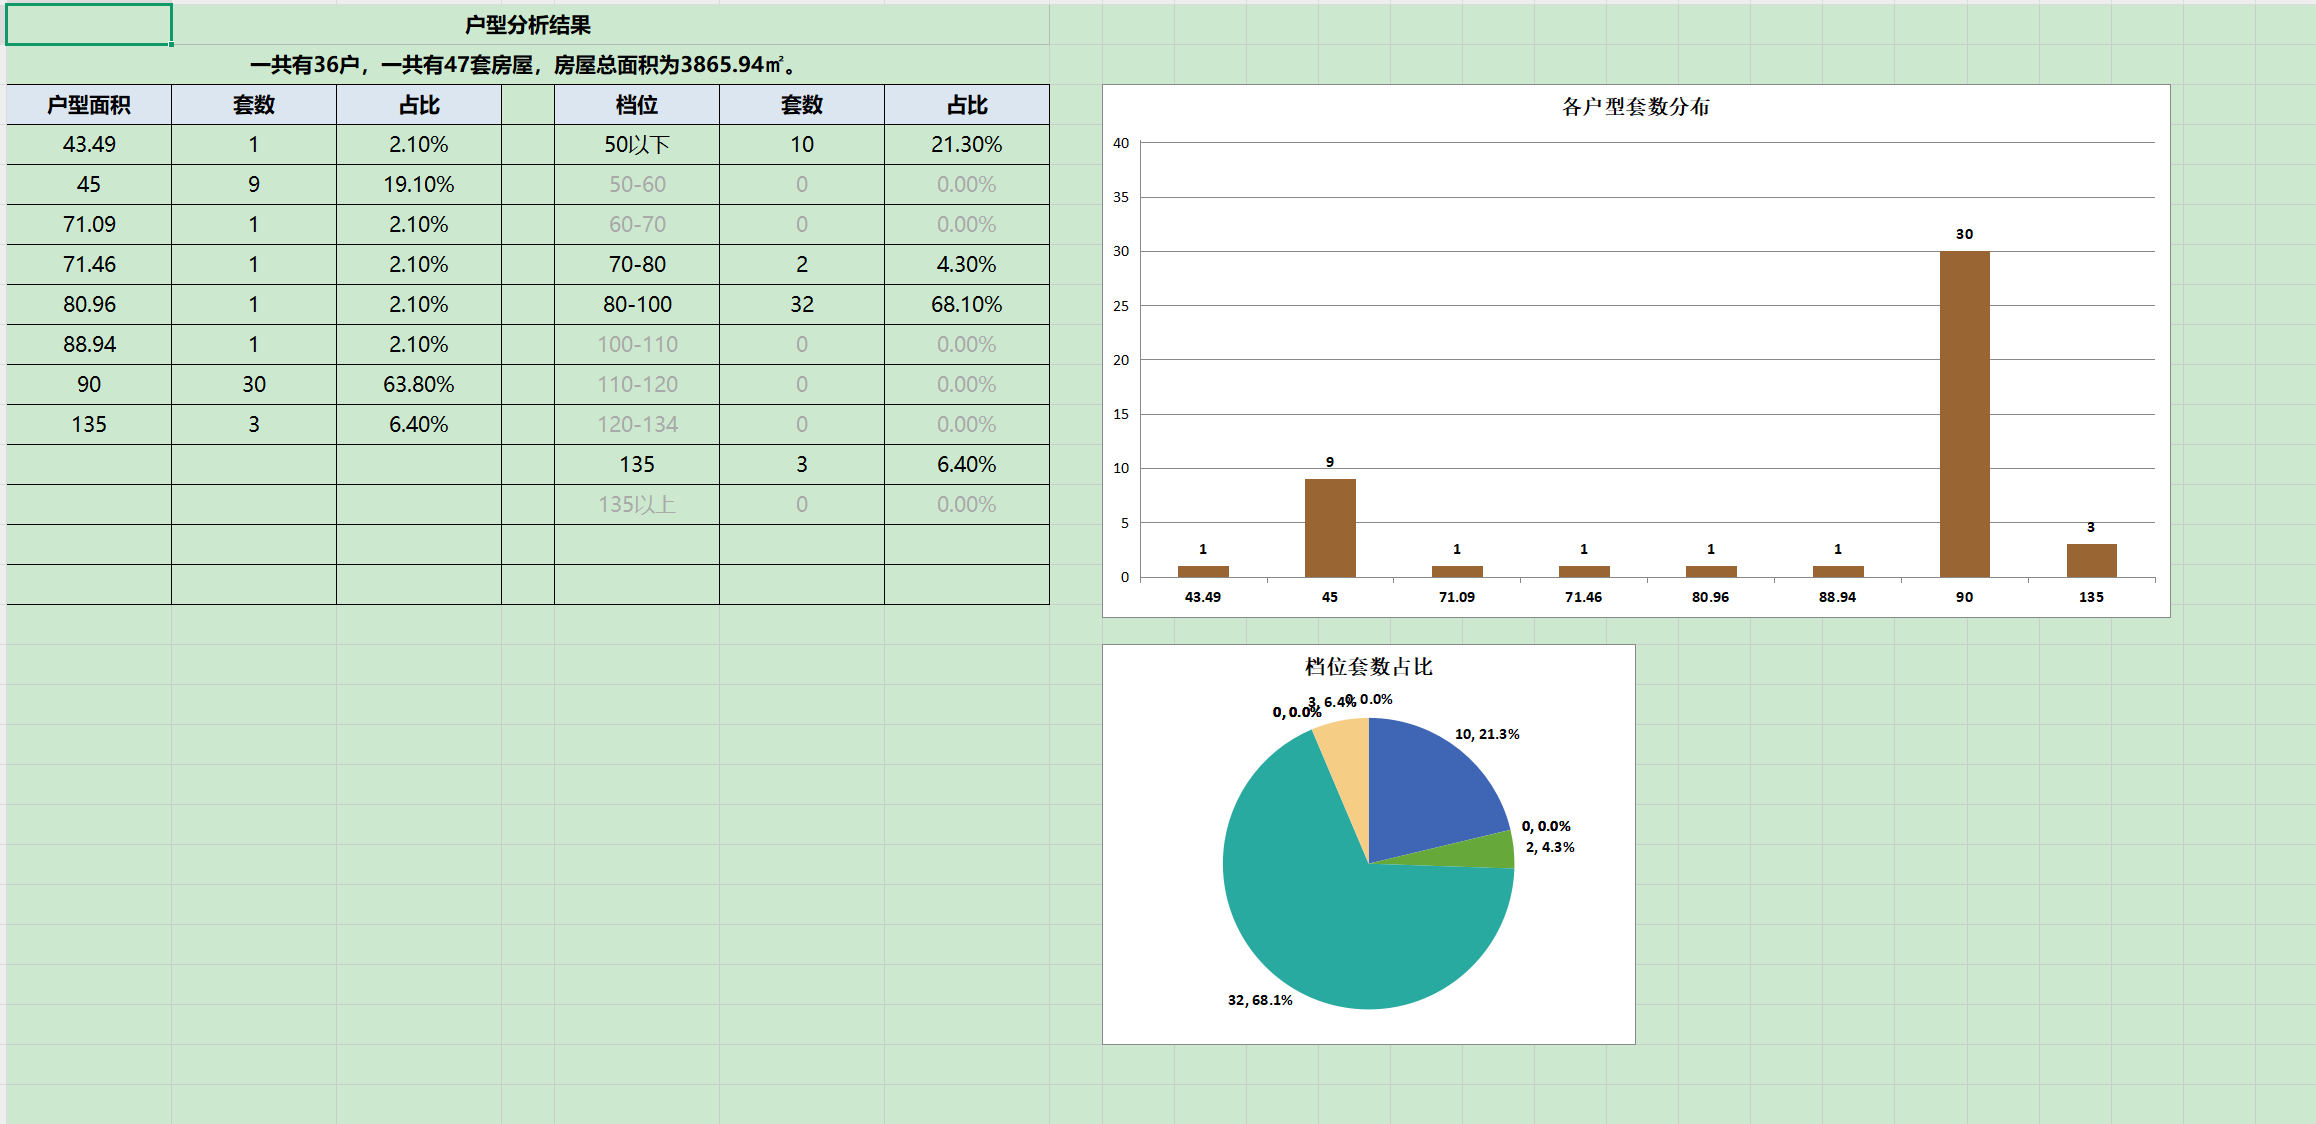 户型分析结果
一共有36户，一共有47套房屋，房屋总面积为3865.94㎡。
户型面积 套数 占比 档位 套数 占比
43.49 1 2.10% 50以下 10 21.30%
45 9 19.10% 50-60 0 0.00%
71.09 1 2.10% 60-70 0 0.00%
71.46 1 2.10% 70-80 2 4.30%
80.96 1 2.10% 80-100 32 68.10%
88.94 1 2.10% 100-110 0 0.00%
90 30 63.80% 110-120 0 0.00%
135 3 6.40% 120-134 0 0.00%
135 3 6.40%
135以上 0 0.00%
各户型套数分布
40
35
30
25
20
15
10
5
0
1 9 1 1 1 1 30 3
43.49 45 71.09 71.46 80.96 88.94 90 135
档位套数占比
0, 0.0%
3, 6.4%
0, 0.0%
10, 21.3%
0, 0.0%
2, 4.3%
32, 68.1%